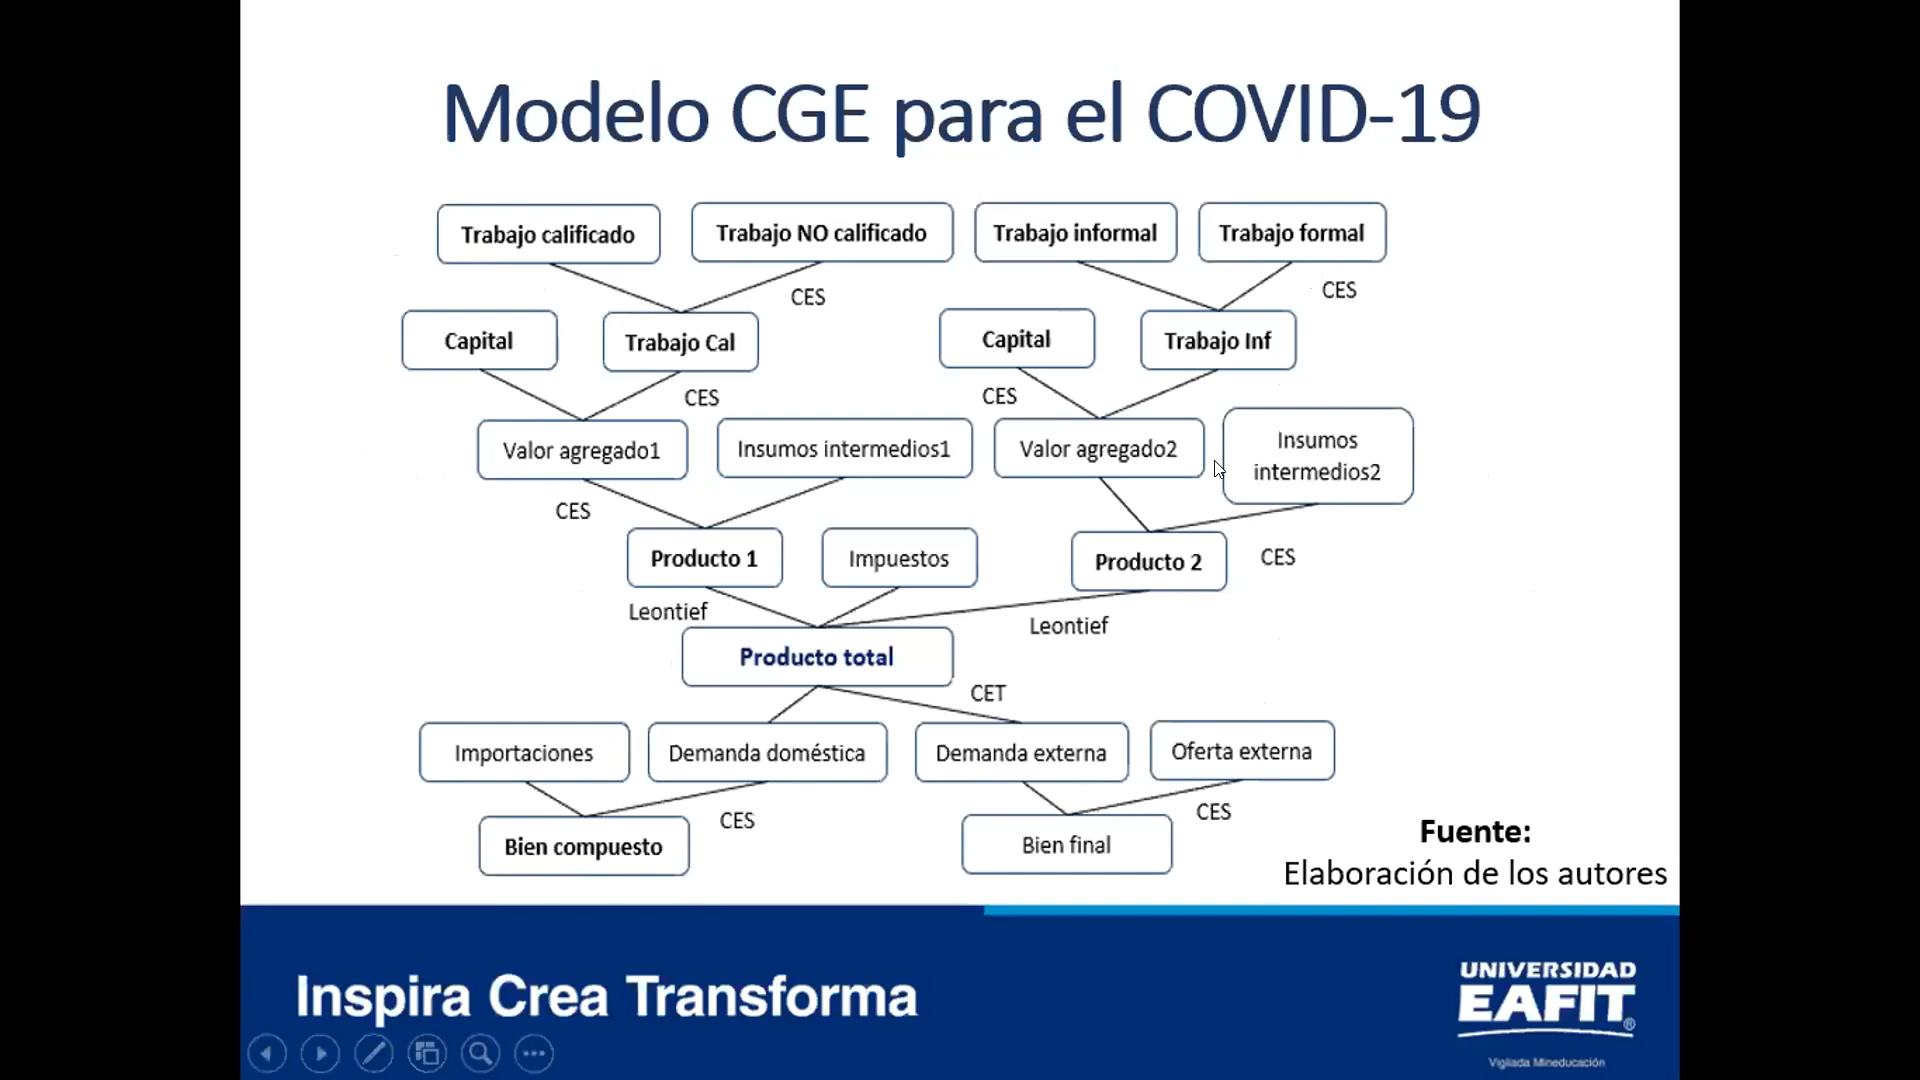 Modelo CGE para el COVID-19
Trabajo calificado
Trabajo NO calificado
Trabajo informal
Trabajo formal
CES
CES
Capital
Trabajo Cal
Capital
Trabajo Inf
CES
CES
Valor agregado1
Insumos intermedios1
Valor agregado2
Insumos
intermedios2
CES
Producto 1
Impuestos
Producto 2
CES
Leontief
Leontief
Producto total
CET
Importaciones
Demanda doméstica
Demanda externa
Oferta externa
CES
CES
Bien compuesto
Bien final
Fuente:
Elaboración de los autores
Inspira Crea Transforma
UNIVERSIDAD
EAFIT®
Vigilada Mineducación